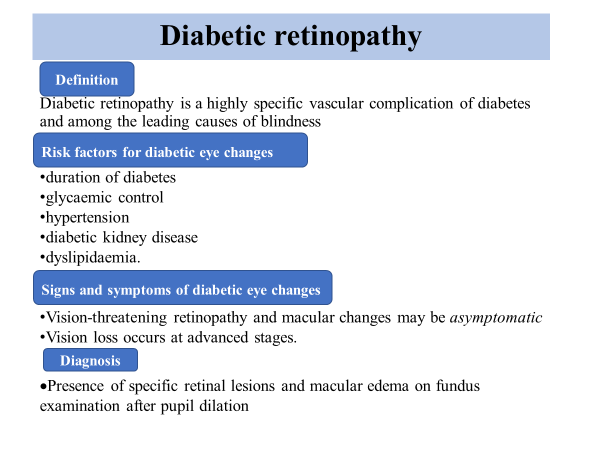 Diabetic retinopathy
Definition
Diabetic retinopathy is a highly specific vascular complication of diabetes
and among the leading causes of blindness
Risk factors for diabetic eye changes
•duration of diabetes
•glycaemic control
•hypertension
•diabetic kidney disease
•dyslipidaemia.
Signs and symptoms of diabetic eye changes
•Vision-threatening retinopathy and macular changes may be asymptomatic
•Vision loss occurs at advanced stages.
Diagnosis
•Presence of specific retinal lesions and macular edema on fundus
examination after pupil dilation